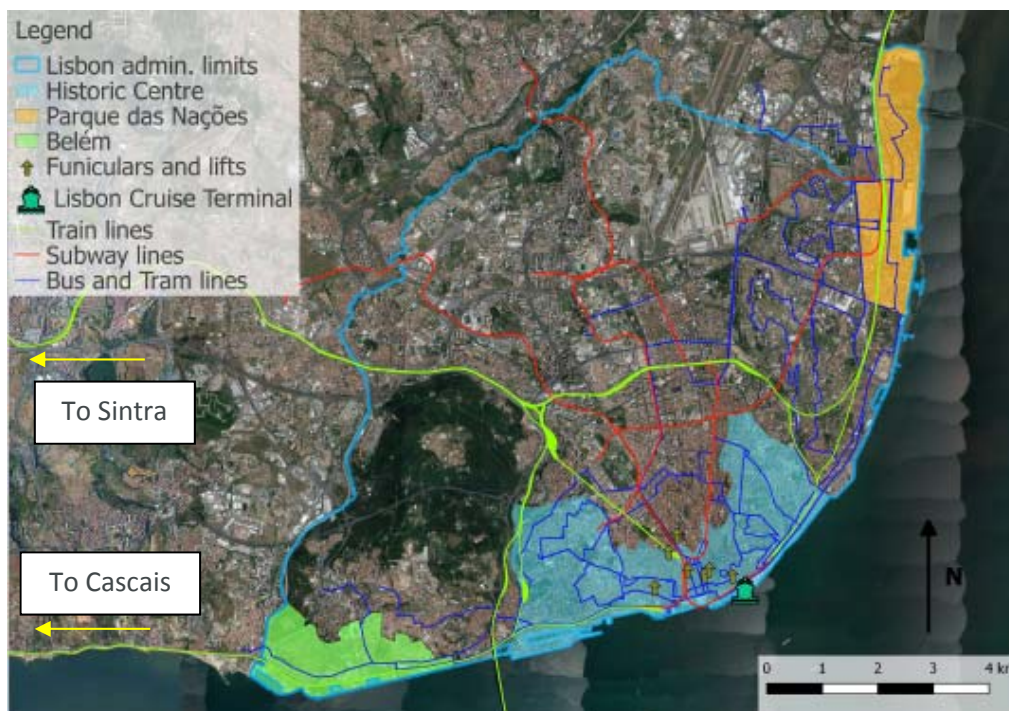 Legend
Lisbon admin. limits
Historic Centre
Parque das Nações
Belém
Funiculars and lifts
Lisbon Cruise Terminal
Train lines
Subway lines
Bus and Tram lines
To Sintra
To Cascais
N
0 1 2 3 4 km